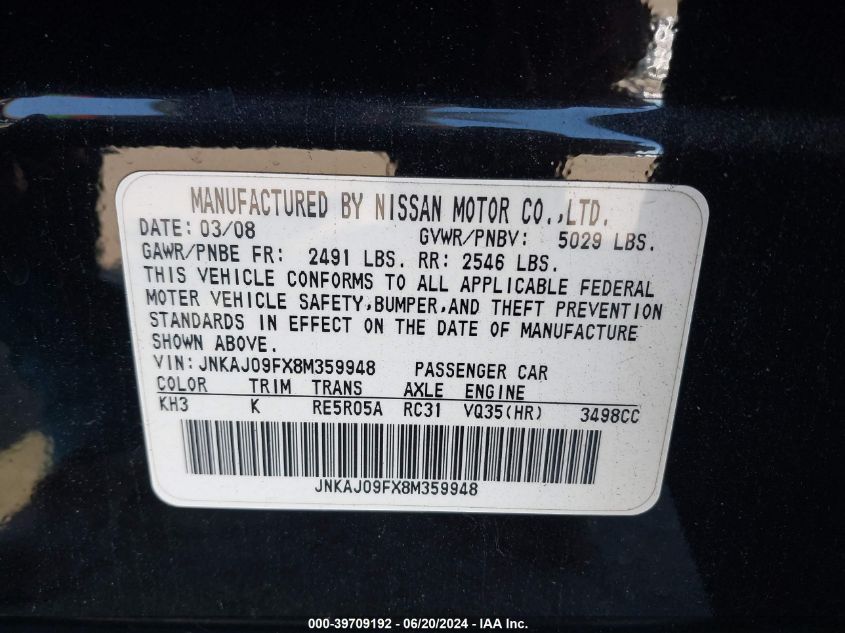 MANUFACTURED BY NISSAN MOTOR CO.,LTD.
DATE: 03/08 GVWR/PNBV: 5029 LBS.
GAWR/PNBE FR: 2491 LBS. RR: 2546 LBS.
THIS VEHICLE CONFORMS TO ALL APPLICABLE FEDERAL
MOTER VEHICLE SAFETY,BUMPER,AND THEFT PREVENTION
STANDARDS IN EFFECT ON THE DATE OF MANUFACTURE
SHOWN ABOVE.
VIN: JNKAJ09FX8M359948 PASSENGER CAR
COLOR TRIM TRANS AXLE ENGINE
KH3 K RE5R05A RC31 VQ35(HR) 3498CC
JNKAJ09FX8M359948
000-39709192 - 06/20/2024 - IAA Inc.